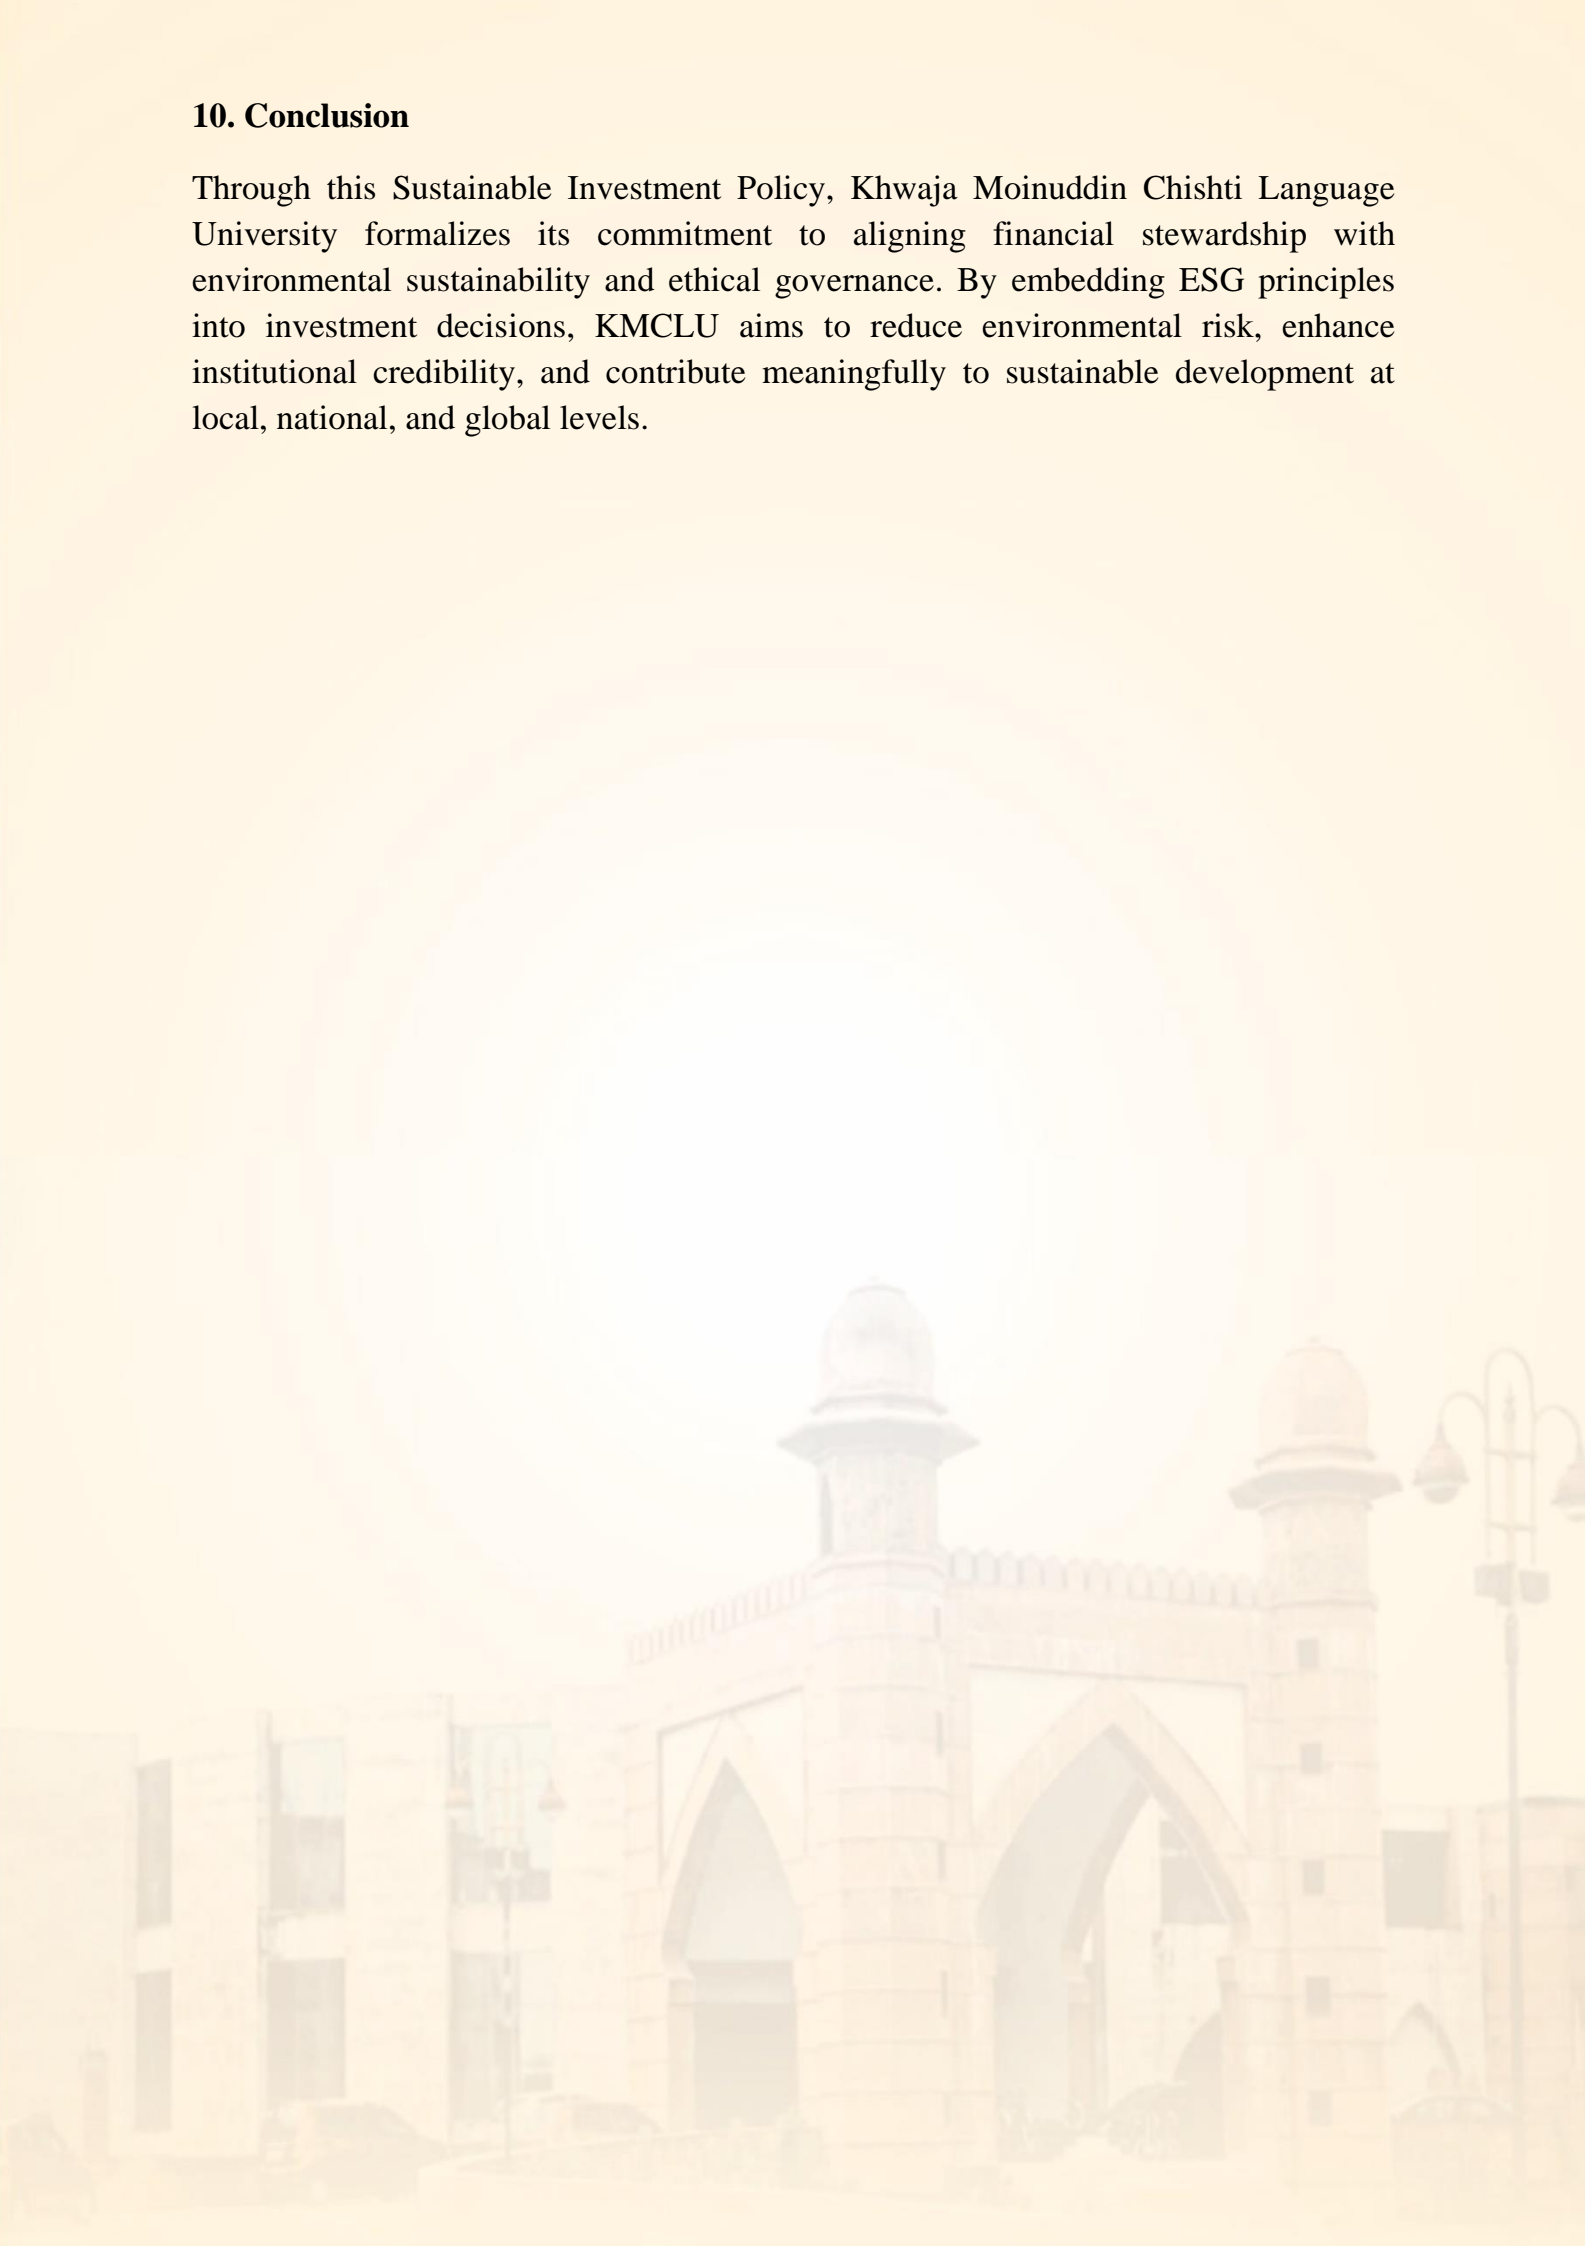 10. Conclusion
Through this Sustainable Investment Policy, Khwaja Moinuddin Chishti Language
University formalizes its commitment to aligning financial stewardship with
environmental sustainability and ethical governance. By embedding ESG principles
into investment decisions, KMCLU aims to reduce environmental risk, enhance
institutional credibility, and contribute meaningfully to sustainable development at
local, national, and global levels.